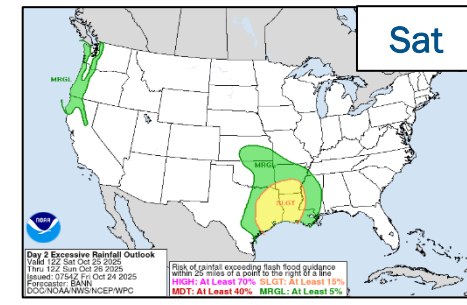 Sat
MRGL
MRGL
SLGT
NOAA
Day 2 Excessive Rainfall Outlook
Valid 12Z Sat Oct 25 2025
Thru 12Z Sun Oct 26 2025
Issued: 0754Z Fri Oct 24 2025
Forecaster: BANN
DOC/NOAA/NWS/NCEP/WPC
Risk of rainfall exceeding flash flood guidance
within 25 miles of a point to the right of a line
HIGH: At Least 70% SLGT: At Least 15%
MDT: At Least 40% MRGL: At Least 5%